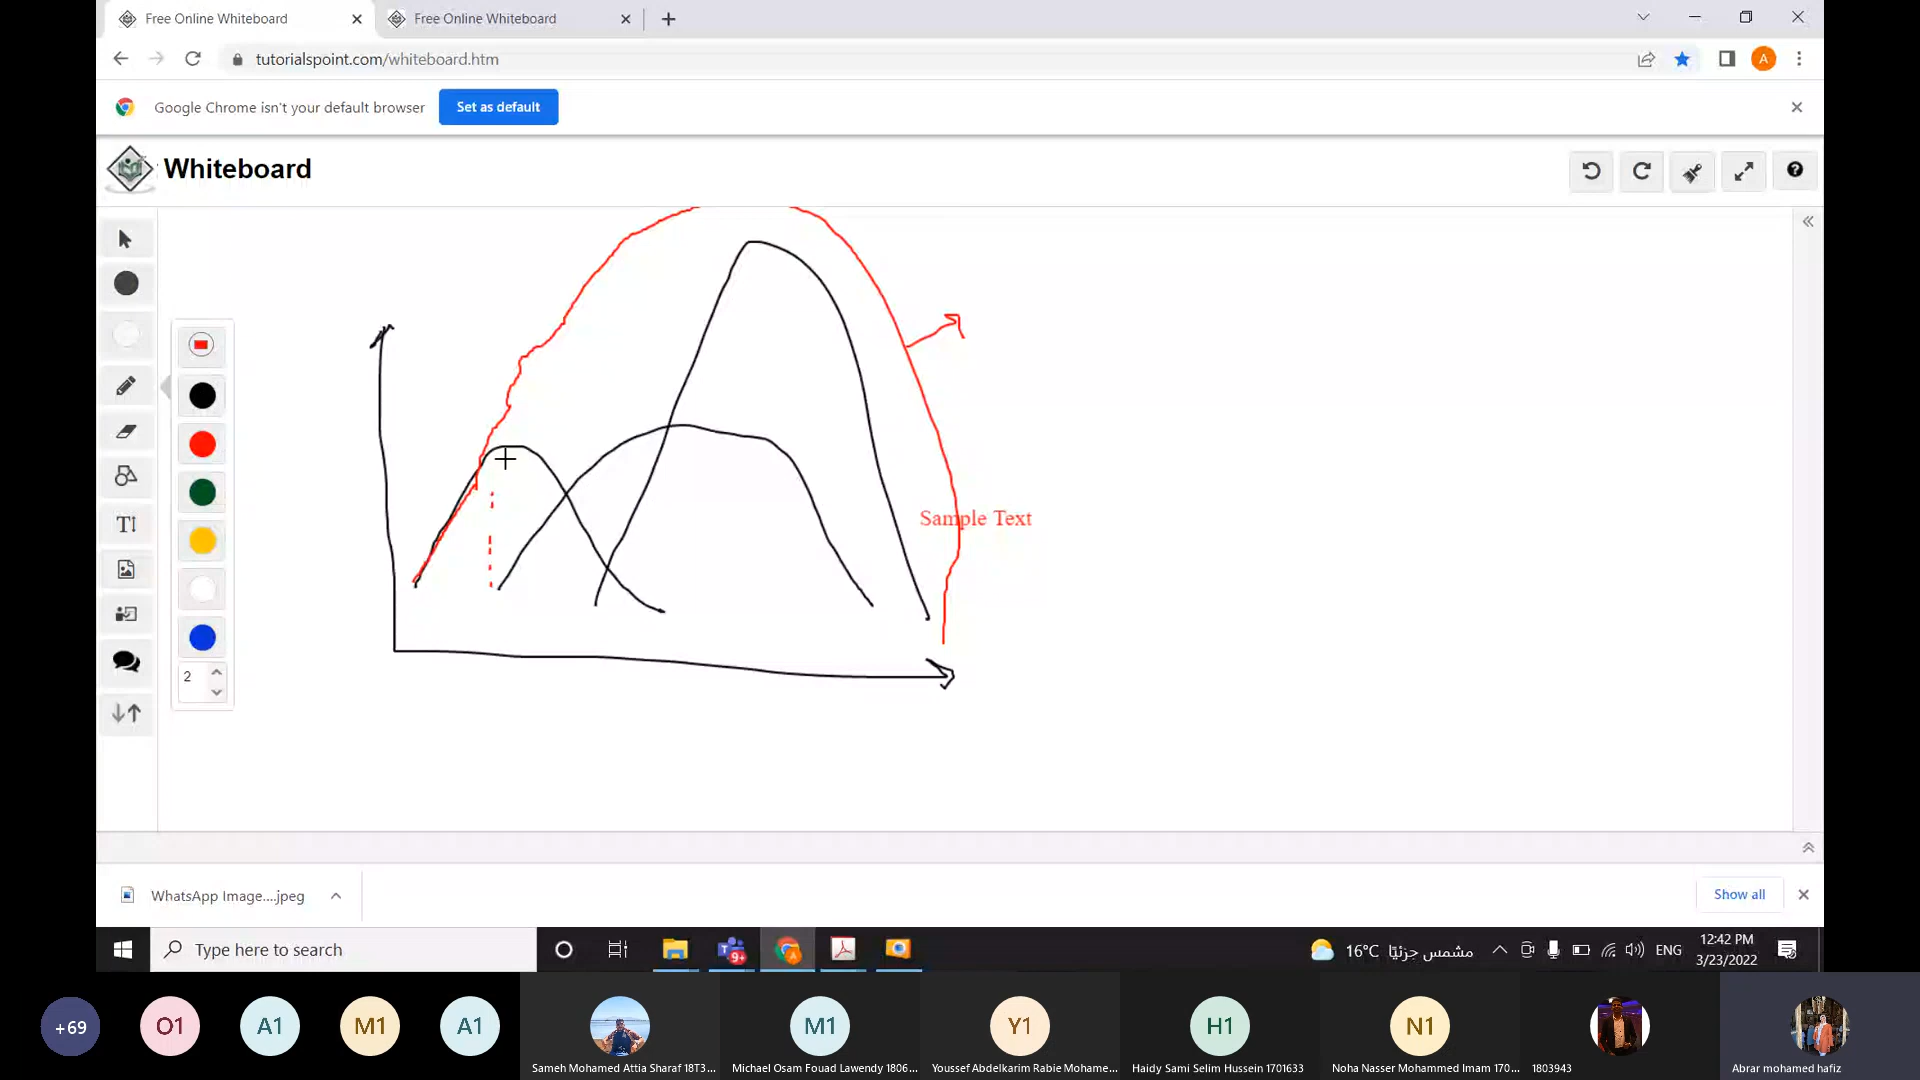 Free Online Whiteboard
Free Online Whiteboard
tutorialspoint.com/whiteboard.htm
A
Google Chrome isn't your default browser
Set as default
Whiteboard
Sample Text
T
2
WhatsApp Image....jpeg
Show all
Type here to search
9+
16°C مشمس جزئيًا
ENG
12:42 PM
3/23/2022
+69
O1
A1
M1
A1
M1
Y1
H1
N1
Sameh Mohamed Attia Sharaf 18T3...
Michael Osam Fouad Lawendy 1806...
Youssef Abdelkarim Rabie Mohame...
Haidy Sami Selim Hussein 1701633
Noha Nasser Mohammed Imam 170...
1803943
Abrar mohamed hafiz